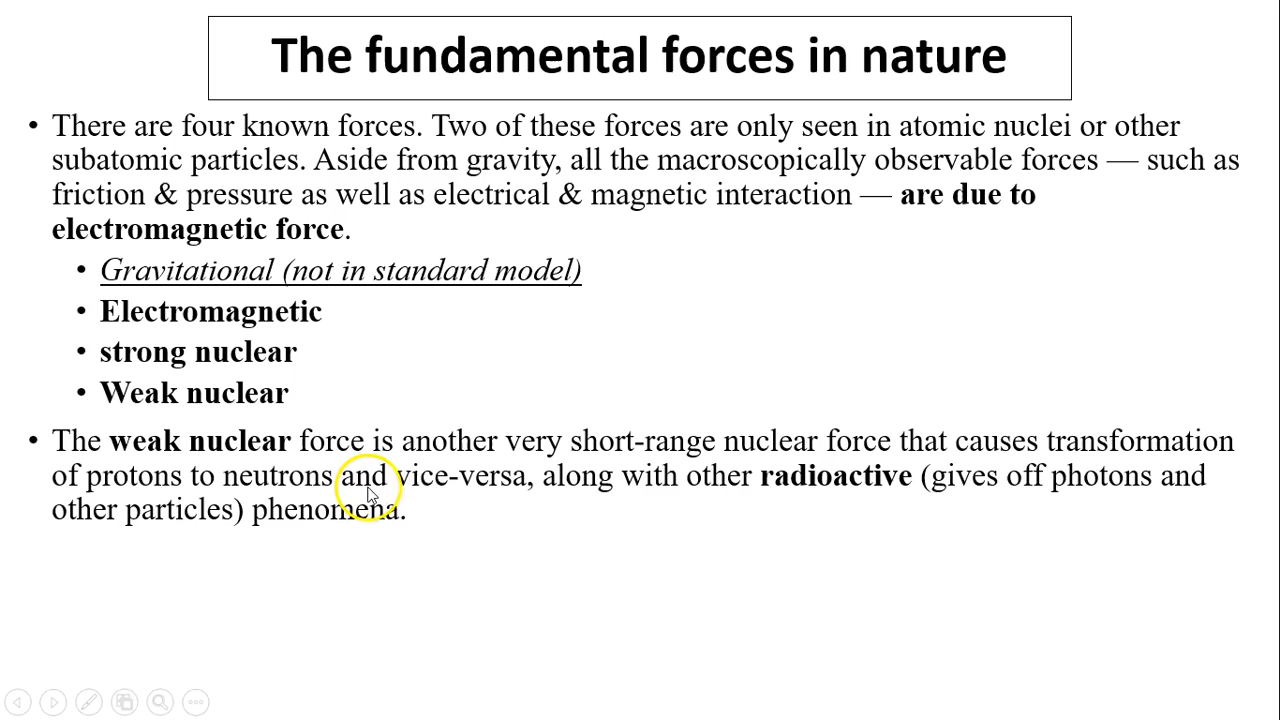 The fundamental forces in nature
• There are four known forces. Two of these forces are only seen in atomic nuclei or other
subatomic particles. Aside from gravity, all the macroscopically observable forces — such as
friction & pressure as well as electrical & magnetic interaction — are due to
electromagnetic force.
• Gravitational (not in standard model)
• Electromagnetic
• strong nuclear
• Weak nuclear
• The weak nuclear force is another very short-range nuclear force that causes transformation
of protons to neutrons and vice-versa, along with other radioactive (gives off photons and
other particles) phenomena.